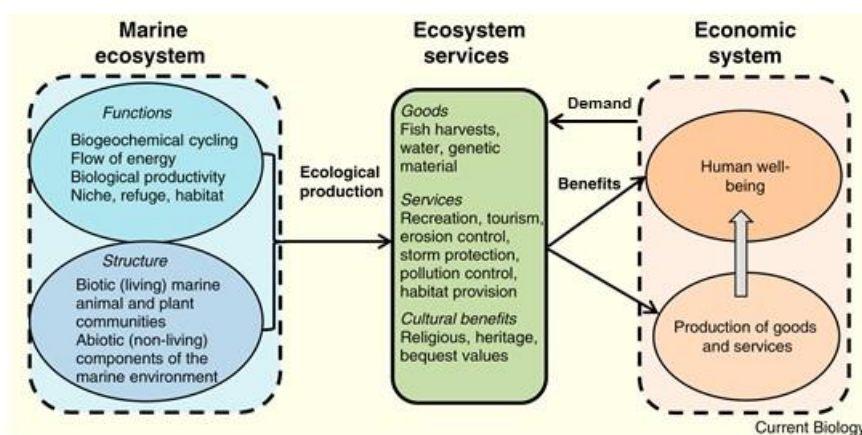 Marine
ecosystem
Functions
Biogeochemical cycling
Flow of energy
Biological productivity
Niche, refuge, habitat
Structure
Biotic (living) marine
animal and plant
communities
Abiotic (non-living)
components of the
marine environment
Ecological
production
Ecosystem
services
Goods
Fish harvests,
water, genetic
material
Services
Recreation, tourism,
erosion control,
storm protection,
pollution control,
habitat provision
Cultural benefits
Religious, heritage,
bequest values
Demand
Benefits
Economic
system
Human well-
being
Production of goods
and services
Current Biology